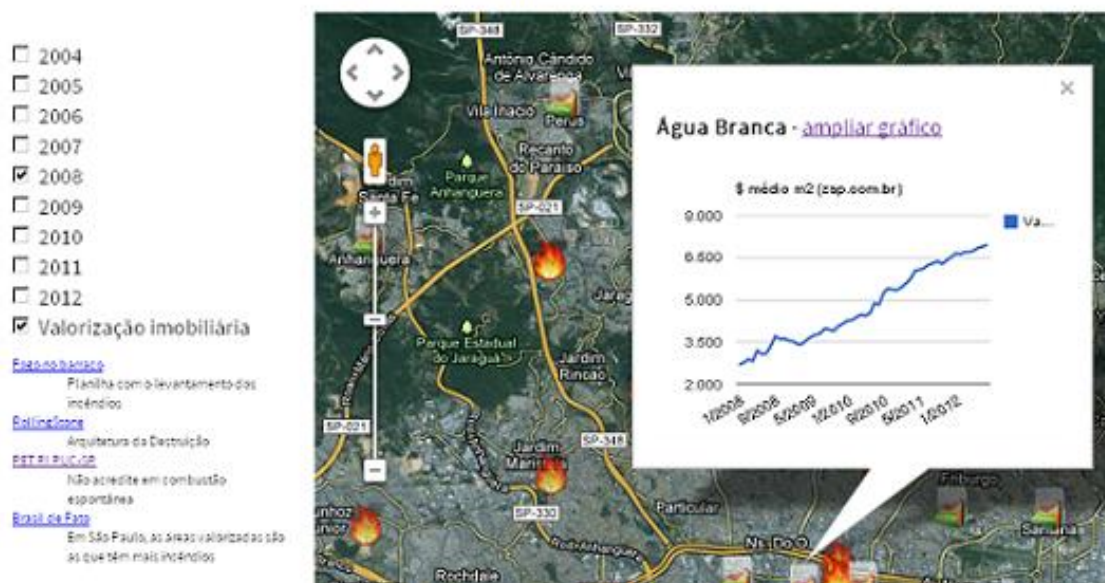 2004
2005
2006
2007
2008
2009
2010
2011
2012
Valorização imobiliária
Fogo no barraco
Planilha com o levantamento dos
incêndios
RollingStone
Arquitetura da Destruição
PET RI PUC-SP
Não acredite em combustão
espontânea
Brasil de Fato
Em São Paulo, as áreas valorizadas são
as que têm mais incêndios
SP-348
SP-332
Antônio Cândido
de Alvarenga
Vila Inácio
Perus
Recanto
do Paraíso
Parque
Anhanguera
Santa Fé
SP-021
Anhanguera
Parque Estadual
do Jaraguá
Jardim
Rincão
SP-021
SP-348
Jardim
SP-330
Particular
Rod. Anhanguera
Rochdale
Água Branca - ampliar gráfico
$ médio m2 (zap.com.br)
9.000
6.500
5.000
3.500
2.000
Va...
1/2008
9/2008
5/2009
1/2010
9/2010
5/2011
1/2012
Friburgo
Santanas